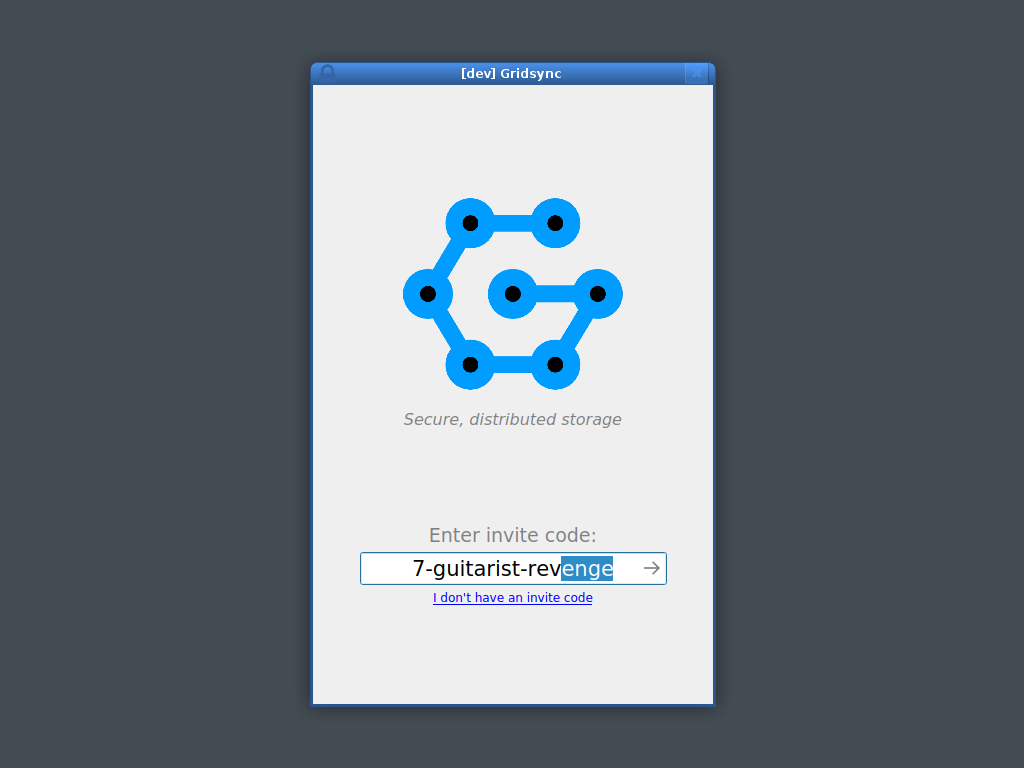 [dev] Gridsync
Secure, distributed storage
Enter invite code:
7-guitarist-revenge
I don't have an invite code